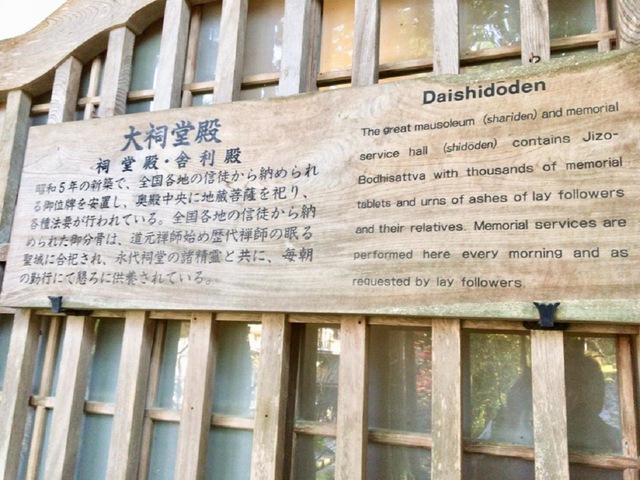 大祠堂殿
祠堂殿・舎利殿
昭和5年の新築で、全国各地の信徒から納められ
る御位牌を安置し、奥殿中央に地蔵菩薩を祀り、
各種法要が行われている。全国各地の信徒から納
められた御分骨は、道元禅師始め歴代禅師の眠る
聖域に合祀され、永代祠堂の諸精霊と共に、毎朝
の勤行にて懇ろに供養されている。
Daishidoden
The great mausoleum (shariden) and memorial
service hall (shidōden) contains Jizo-
Bodhisattva with thousands of memorial
tablets and urns of ashes of lay followers
and their relatives. Memorial services are
performed here every morning and as
requested by lay followers